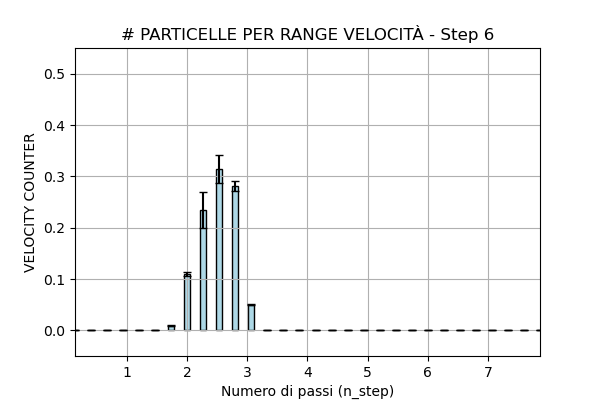 # PARTICELLE PER RANGE VELOCITÀ - Step 6
0.5
0.4
0.3
0.2
0.1
0.0
VELOCITY COUNTER
1 2 3 4 5 6 7
Numero di passi (n_step)